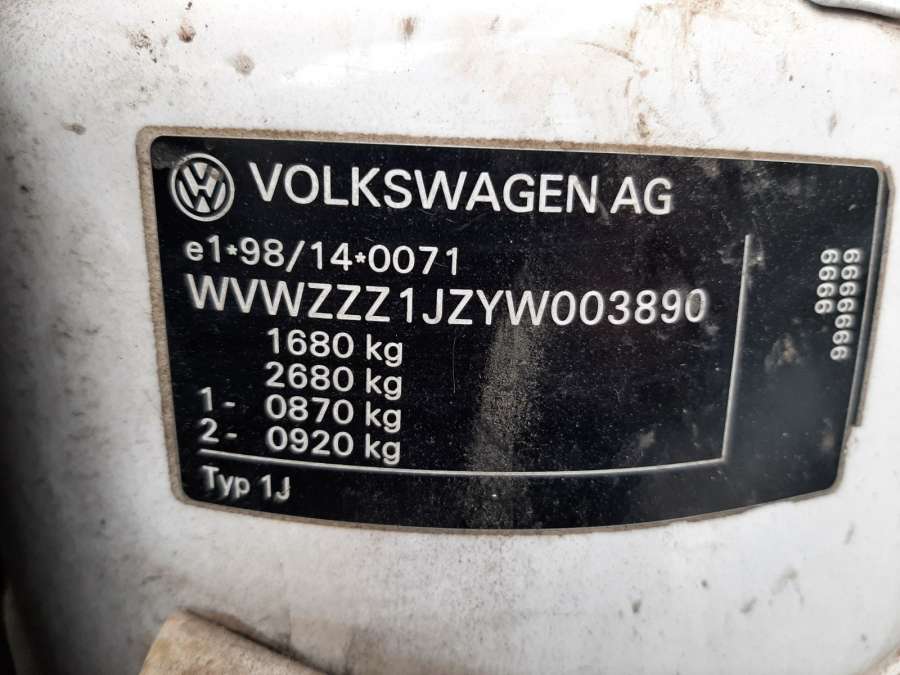 VOLKSWAGEN AG
e1*98/14*0071
WVWZZZ1JZYW003890
1680 kg
2680 kg
1- 0870 kg
2- 0920 kg
Typ 1J